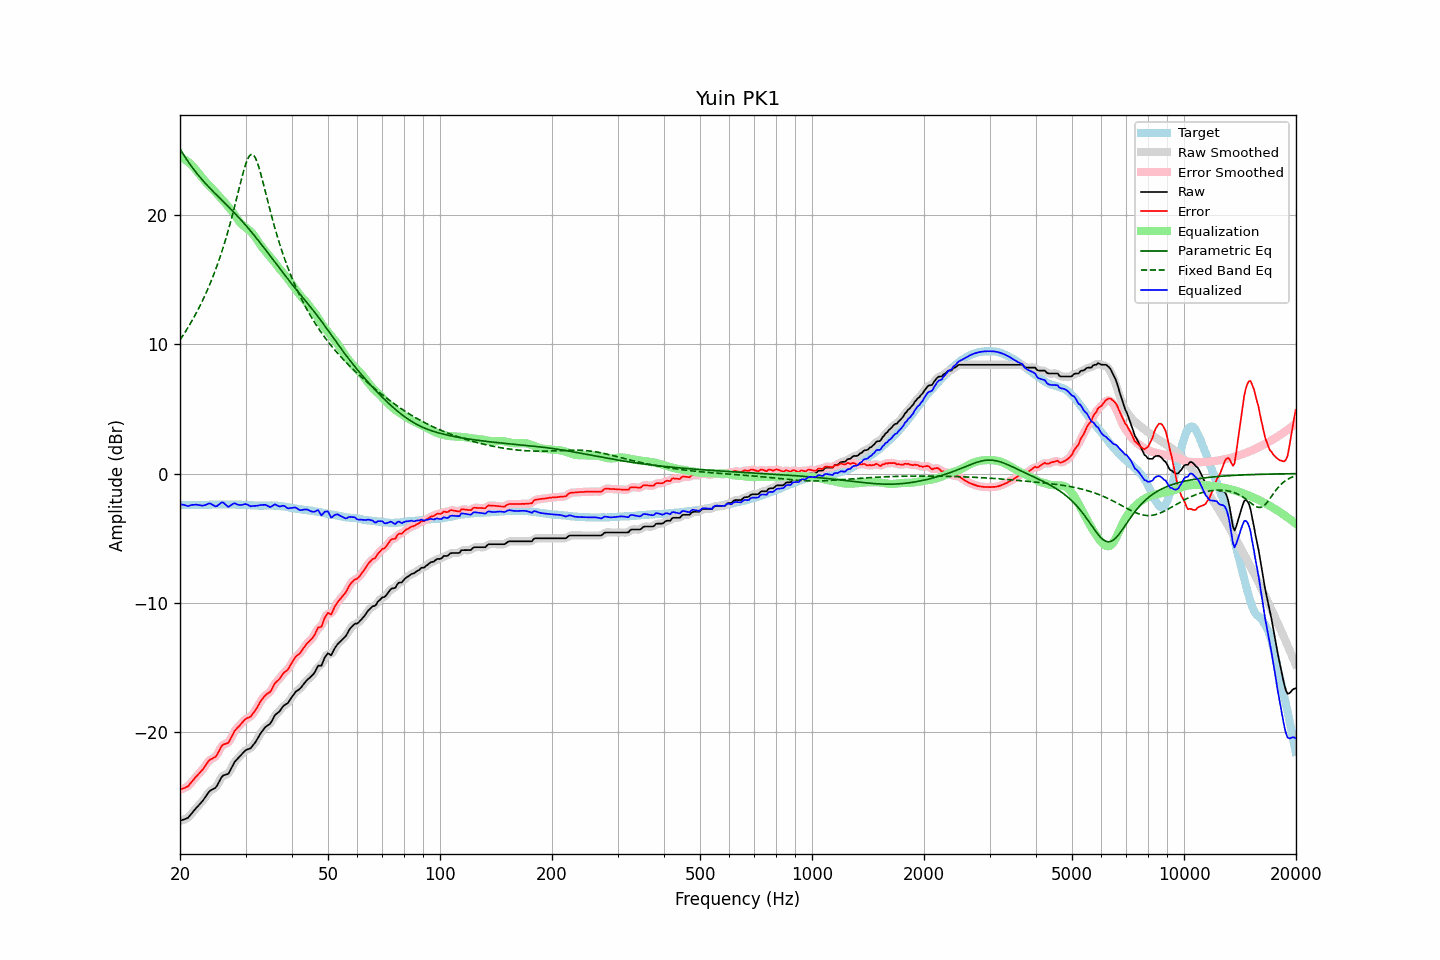 Yuin PK1
Amplitude (dBr)
20
10
0
−10
−20
Target
Raw Smoothed
Error Smoothed
Raw
Error
Equalization
Parametric Eq
Fixed Band Eq
Equalized
20 50 100 200 500 1000 2000 5000 10000 20000
Frequency (Hz)